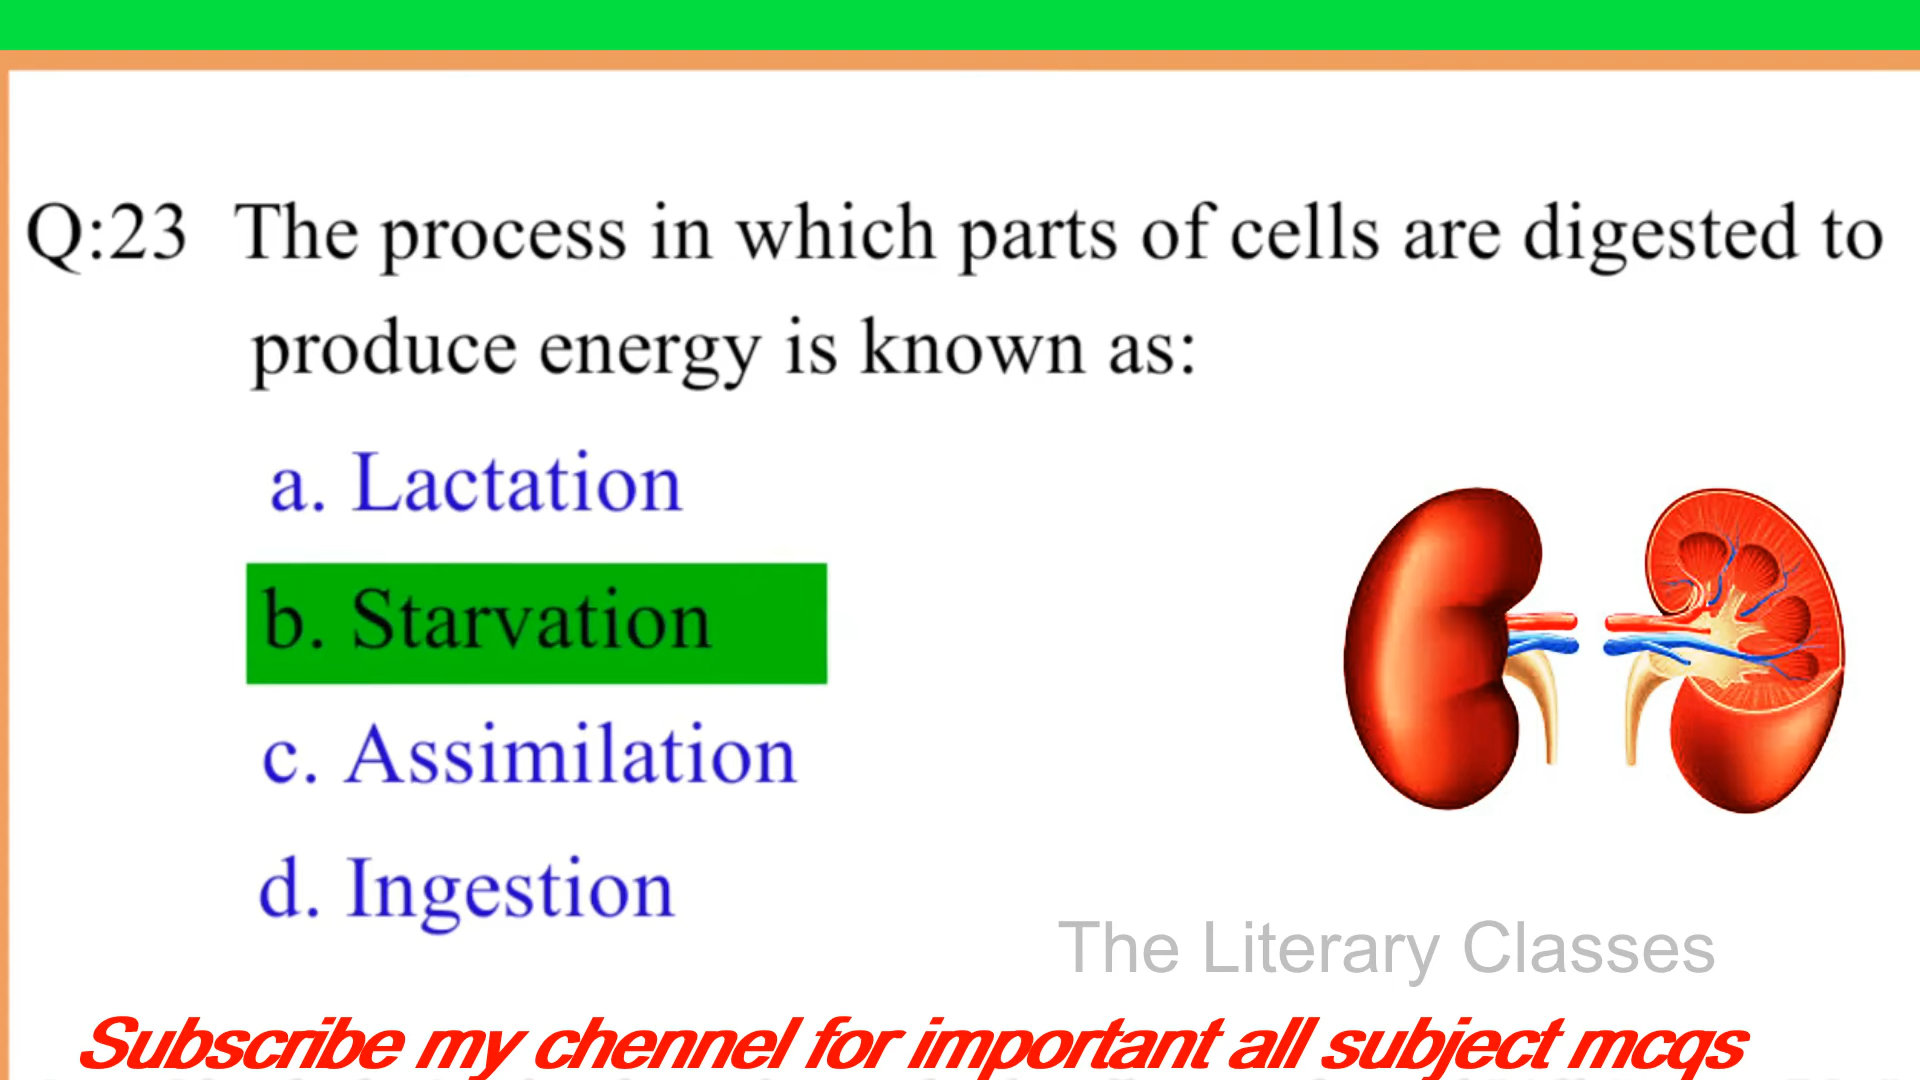 Q:23 The process in which parts of cells are digested to
produce energy is known as:
a. Lactation
b. Starvation
c. Assimilation
d. Ingestion
The Literary Classes
Subscribe my chennel for important all subject mcqs